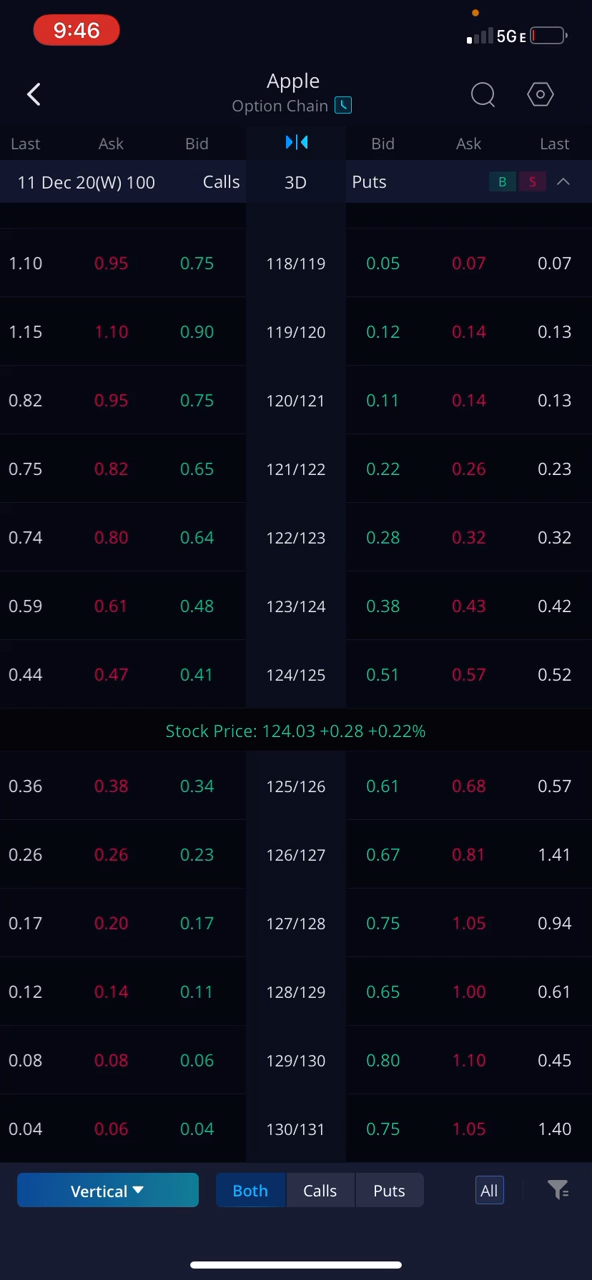 9:46 5G E
Apple
Option Chain
Last Ask Bid Bid Ask Last
11 Dec 20(W) 100 Calls 3D Puts B S
1.10 0.95 0.75 118/119 0.05 0.07 0.07
1.15 1.10 0.90 119/120 0.12 0.14 0.13
0.82 0.95 0.75 120/121 0.11 0.14 0.13
0.75 0.82 0.65 121/122 0.22 0.26 0.23
0.74 0.80 0.64 122/123 0.28 0.32 0.32
0.59 0.61 0.48 123/124 0.38 0.43 0.42
0.44 0.47 0.41 124/125 0.51 0.57 0.52
Stock Price: 124.03 +0.28 +0.22%
0.36 0.38 0.34 125/126 0.61 0.68 0.57
0.26 0.26 0.23 126/127 0.67 0.81 1.41
0.17 0.20 0.17 127/128 0.75 1.05 0.94
0.12 0.14 0.11 128/129 0.65 1.00 0.61
0.08 0.08 0.06 129/130 0.80 1.10 0.45
0.04 0.06 0.04 130/131 0.75 1.05 1.40
Vertical Both Calls Puts All